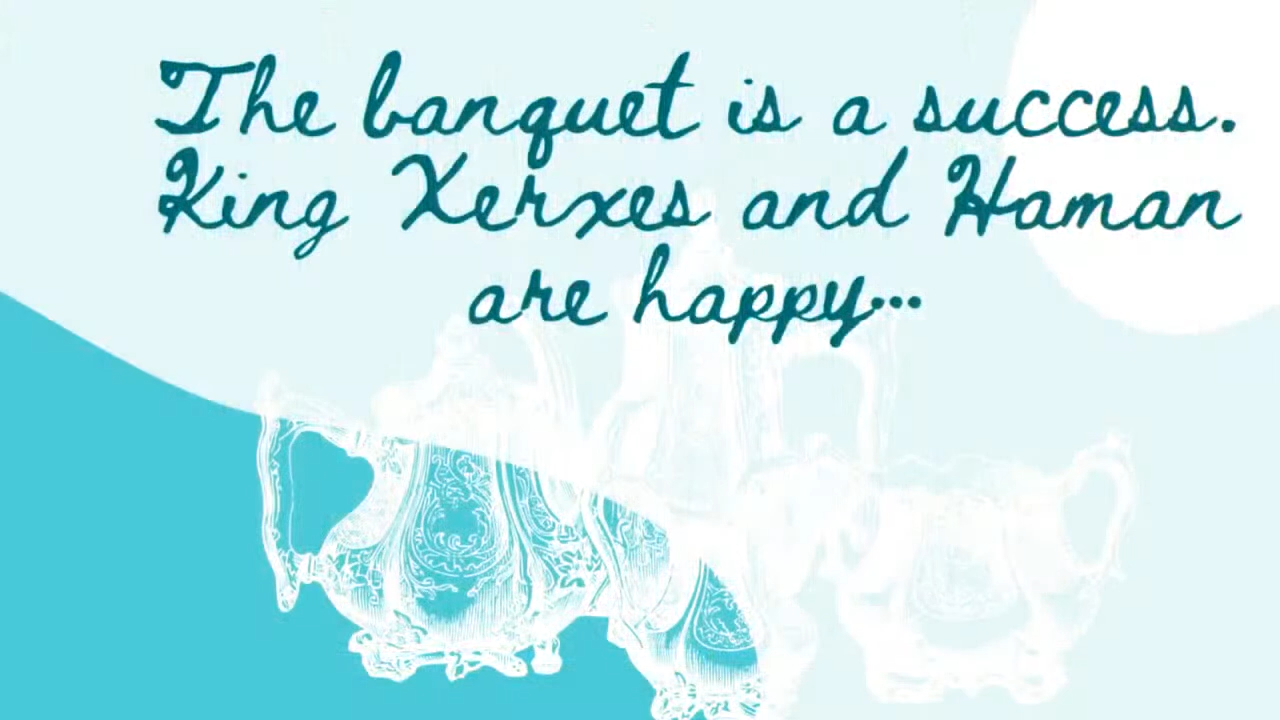 The banquet is a success.
King Xerxes and Haman
are happy...